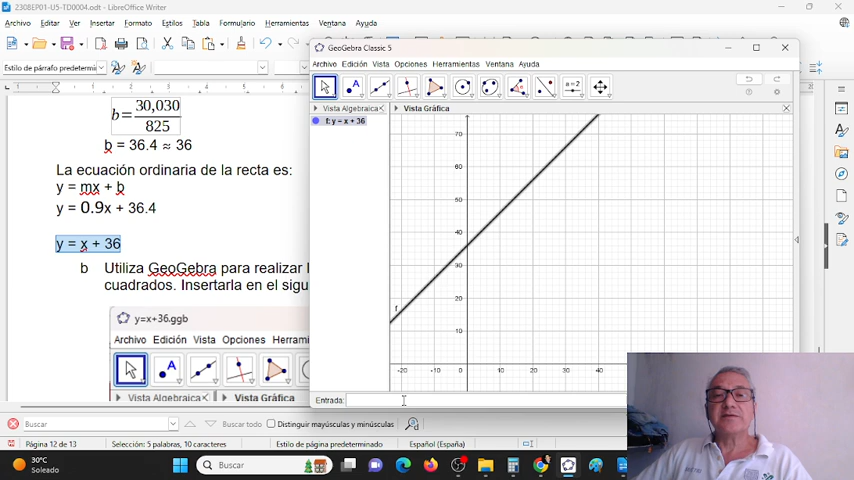 2308EP01-U5-TD0004.odt - LibreOffice Writer
Archivo Editar Ver Insertar Formato Estilos Tabla Formulario Herramientas Ventana Ayuda
Estilo de párrafo predetermin
b = 30,030
825
b = 36.4 ≈ 36
La ecuación ordinaria de la recta es:
y = mx + b
y = 0.9x + 36.4
y = x + 36
b Utiliza GeoGebra para realizar l
cuadrados. Insertarla en el sigu
y=x+36.ggb
Archivo Edición Vista Opciones Herrami
Vista Algebraica Vista Gráfica
GeoGebra Classic 5
Archivo Edición Vista Opciones Herramientas Ventana Ayuda
a=2
Vista Algebraica Vista Gráfica
f: y = x + 36
70
60
50
40
30
20
10
f
-20 -10 0 10 20 30 40
Entrada:
Buscar Buscar todo Distinguir mayúsculas y minúsculas
Página 12 de 13 Selección: 5 palabras, 10 caracteres Estilo de página predeterminado Español (España)
30°C
Soleado
Buscar